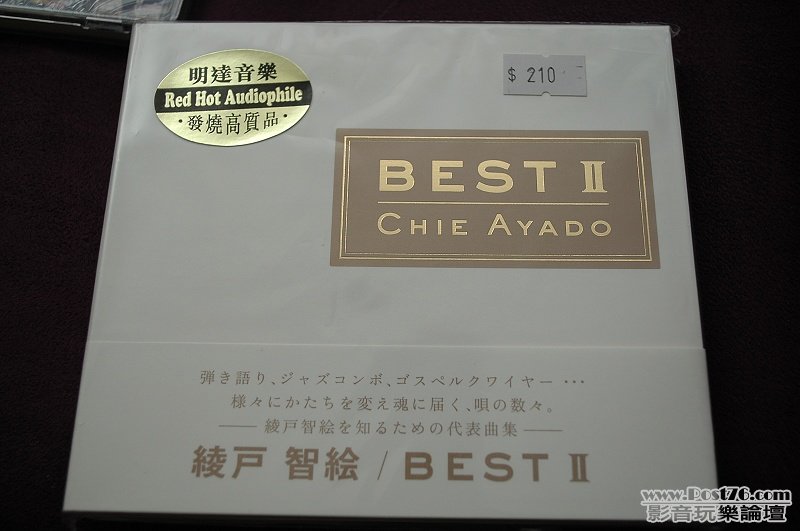 明達音樂
Red Hot Audiophile
·發燒高質品·
$ 210
BEST II
CHIE AYADO
弾き語り、ジャズコンボ、ゴスペルクワイヤー …
様々にかたちを変え魂に届く、唄の数々。
── 綾戸智絵を知るための代表曲集 ──
綾戸 智絵 / BEST II
www.Post76.com
影音玩樂論壇